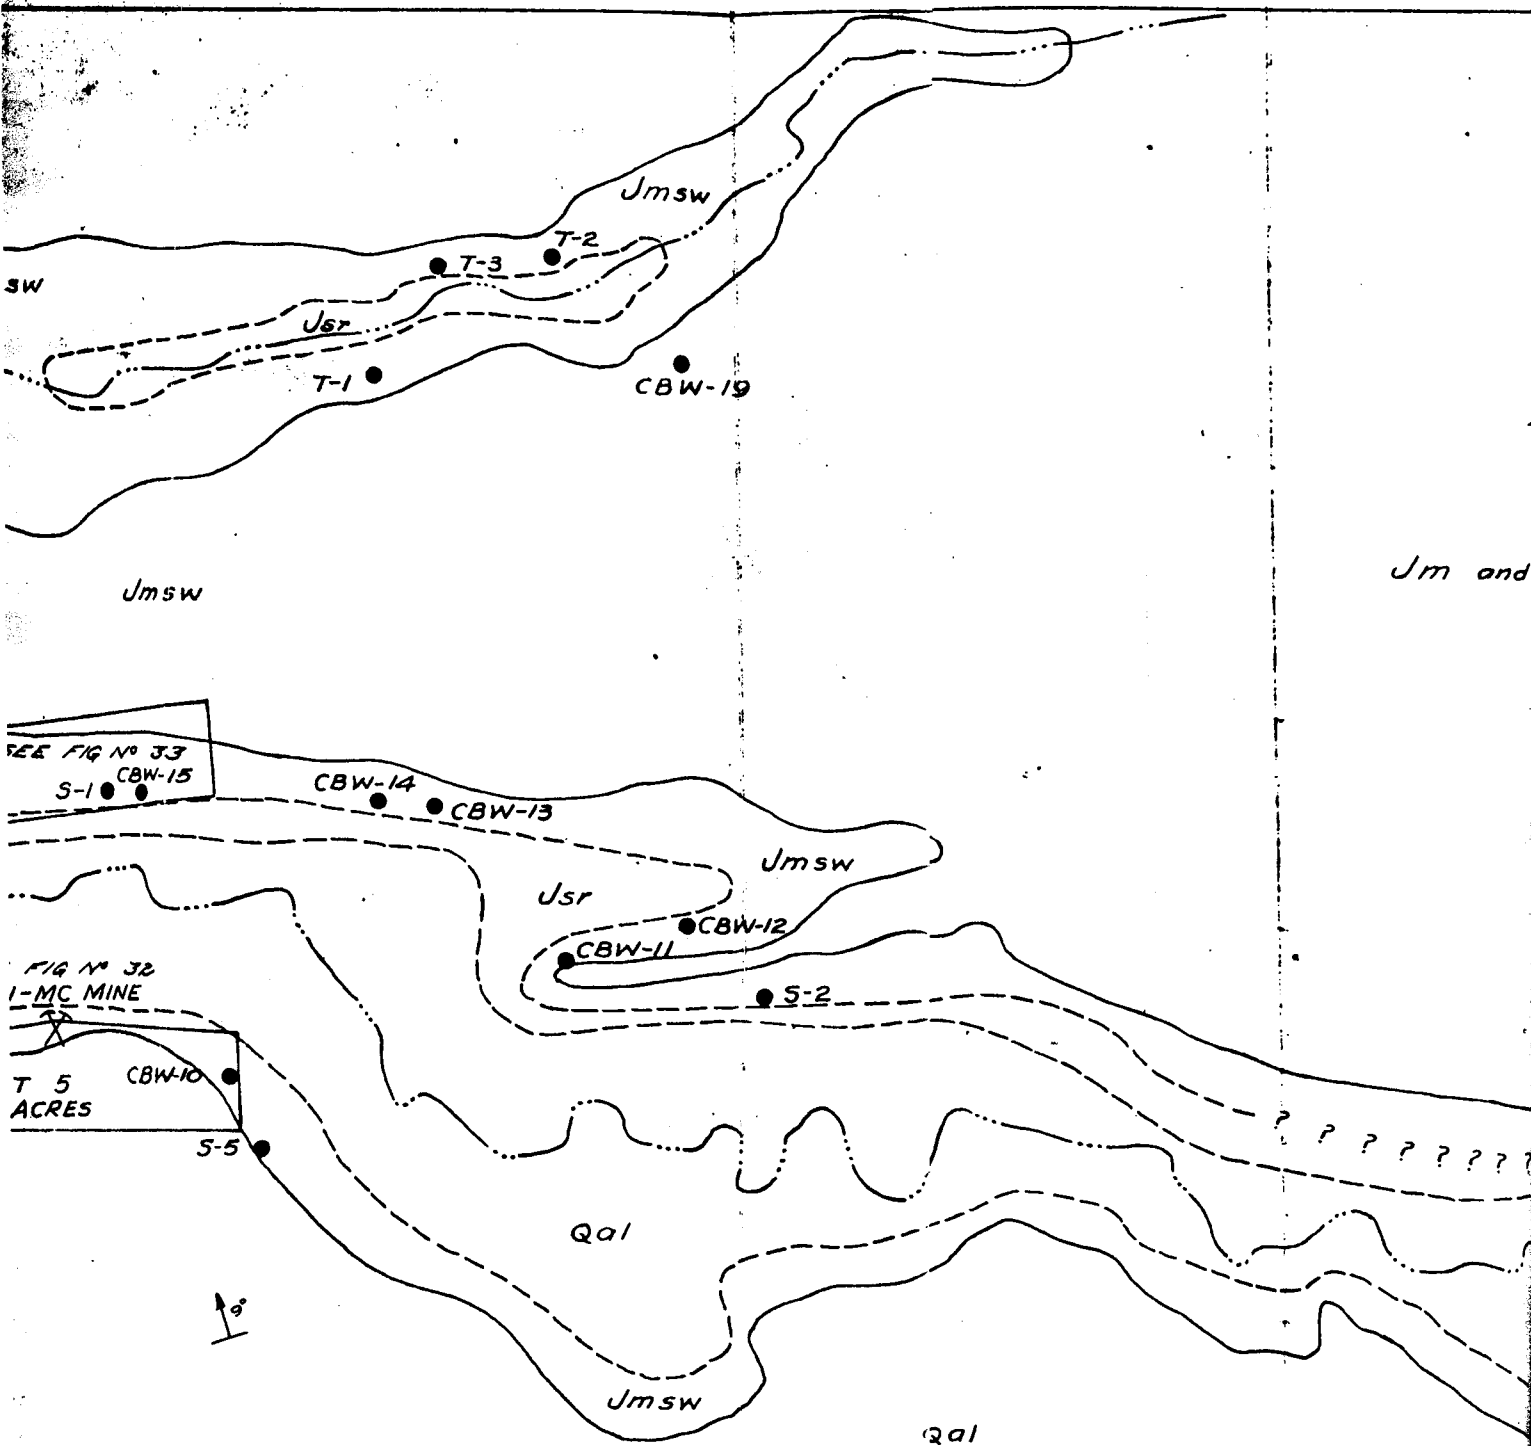 Jmsw
T-2
T-3
sw
Jsr
T-1
CBW-19
Jm and
Jmsw
SEE FIG Nº 33
CBW-15
S-1
CBW-14
CBW-13
Jmsw
Jsr
CBW-12
CBW-11
FIG Nº 32
1-MC MINE
S-2
CBW-10
T 5
ACRES
? ? ? ? ? ? ? ?
S-5
Qal
9°
Jmsw
Qal